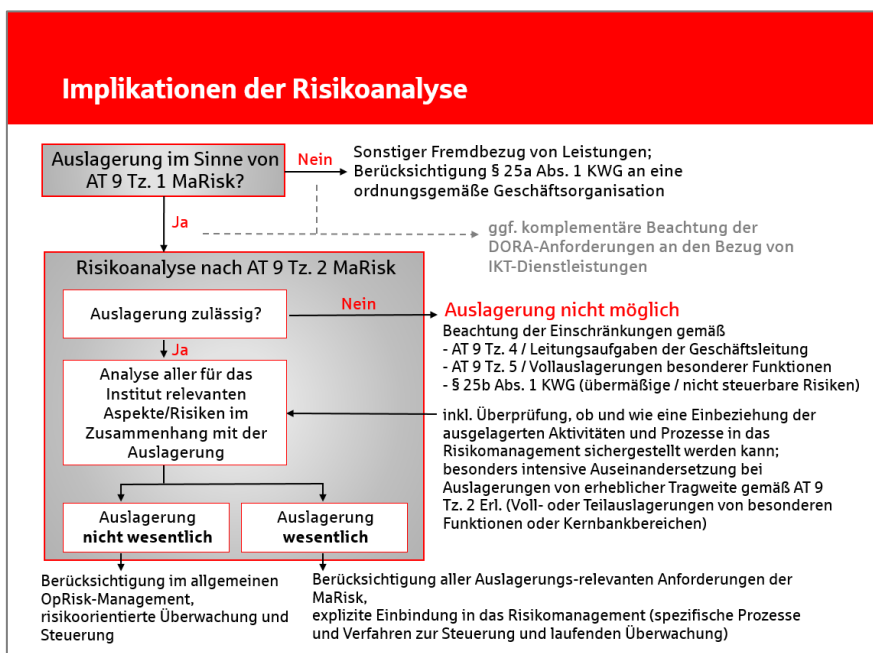 Implikationen der Risikoanalyse
Auslagerung im Sinne von
AT 9 Tz. 1 MaRisk?
Nein
Sonstiger Fremdbezug von Leistungen;
Berücksichtigung § 25a Abs. 1 KWG an eine
ordnungsgemäße Geschäftsorganisation
Ja
ggf. komplementäre Beachtung der
DORA-Anforderungen an den Bezug von
IKT-Dienstleistungen
Risikoanalyse nach AT 9 Tz. 2 MaRisk
Auslagerung zulässig?
Nein
Auslagerung nicht möglich
Beachtung der Einschränkungen gemäß
- AT 9 Tz. 4 / Leitungsaufgaben der Geschäftsleitung
- AT 9 Tz. 5 / Vollauslagerungen besonderer Funktionen
- § 25b Abs. 1 KWG (übermäßige / nicht steuerbare Risiken)
Ja
Analyse aller für das
Institut relevanten
Aspekte/Risiken im
Zusammenhang mit der
Auslagerung
inkl. Überprüfung, ob und wie eine Einbeziehung der
ausgelagerten Aktivitäten und Prozesse in das
Risikomanagement sichergestellt werden kann;
besonders intensive Auseinandersetzung bei
Auslagerungen von erheblicher Tragweite gemäß AT 9
Tz. 2 Erl. (Voll- oder Teilauslagerungen von besonderen
Funktionen oder Kernbankbereichen)
Auslagerung
nicht wesentlich
Auslagerung
wesentlich
Berücksichtigung im allgemeinen
OpRisk-Management,
risikoorientierte Überwachung und
Steuerung
Berücksichtigung aller Auslagerungs-relevanten Anforderungen der
MaRisk,
explizite Einbindung in das Risikomanagement (spezifische Prozesse
und Verfahren zur Steuerung und laufenden Überwachung)